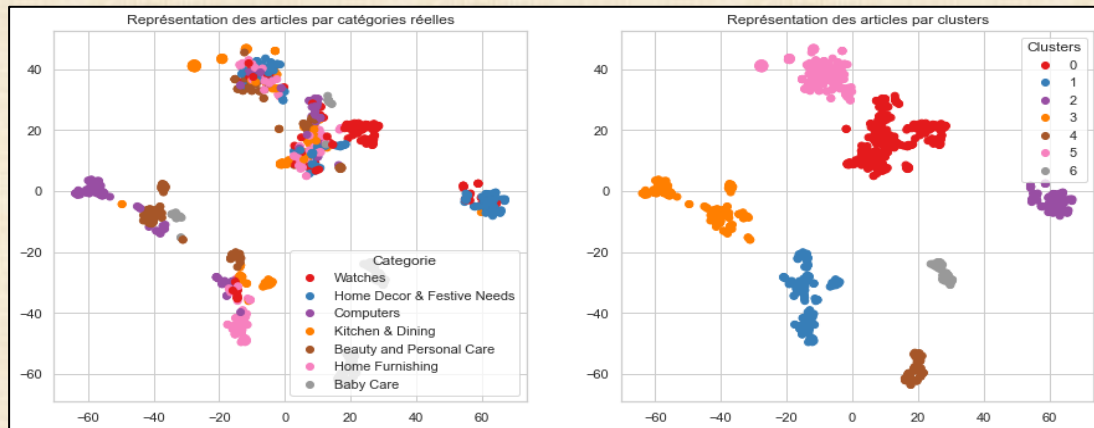 Représentation des articles par catégories réelles
40
20
0
−20
−40
−60
−60 −40 −20 0 20 40 60
Categorie
Watches
Home Decor & Festive Needs
Computers
Kitchen & Dining
Beauty and Personal Care
Home Furnishing
Baby Care
Représentation des articles par clusters
40
20
0
−20
−40
−60
−60 −40 −20 0 20 40 60
Clusters
0
1
2
3
4
5
6